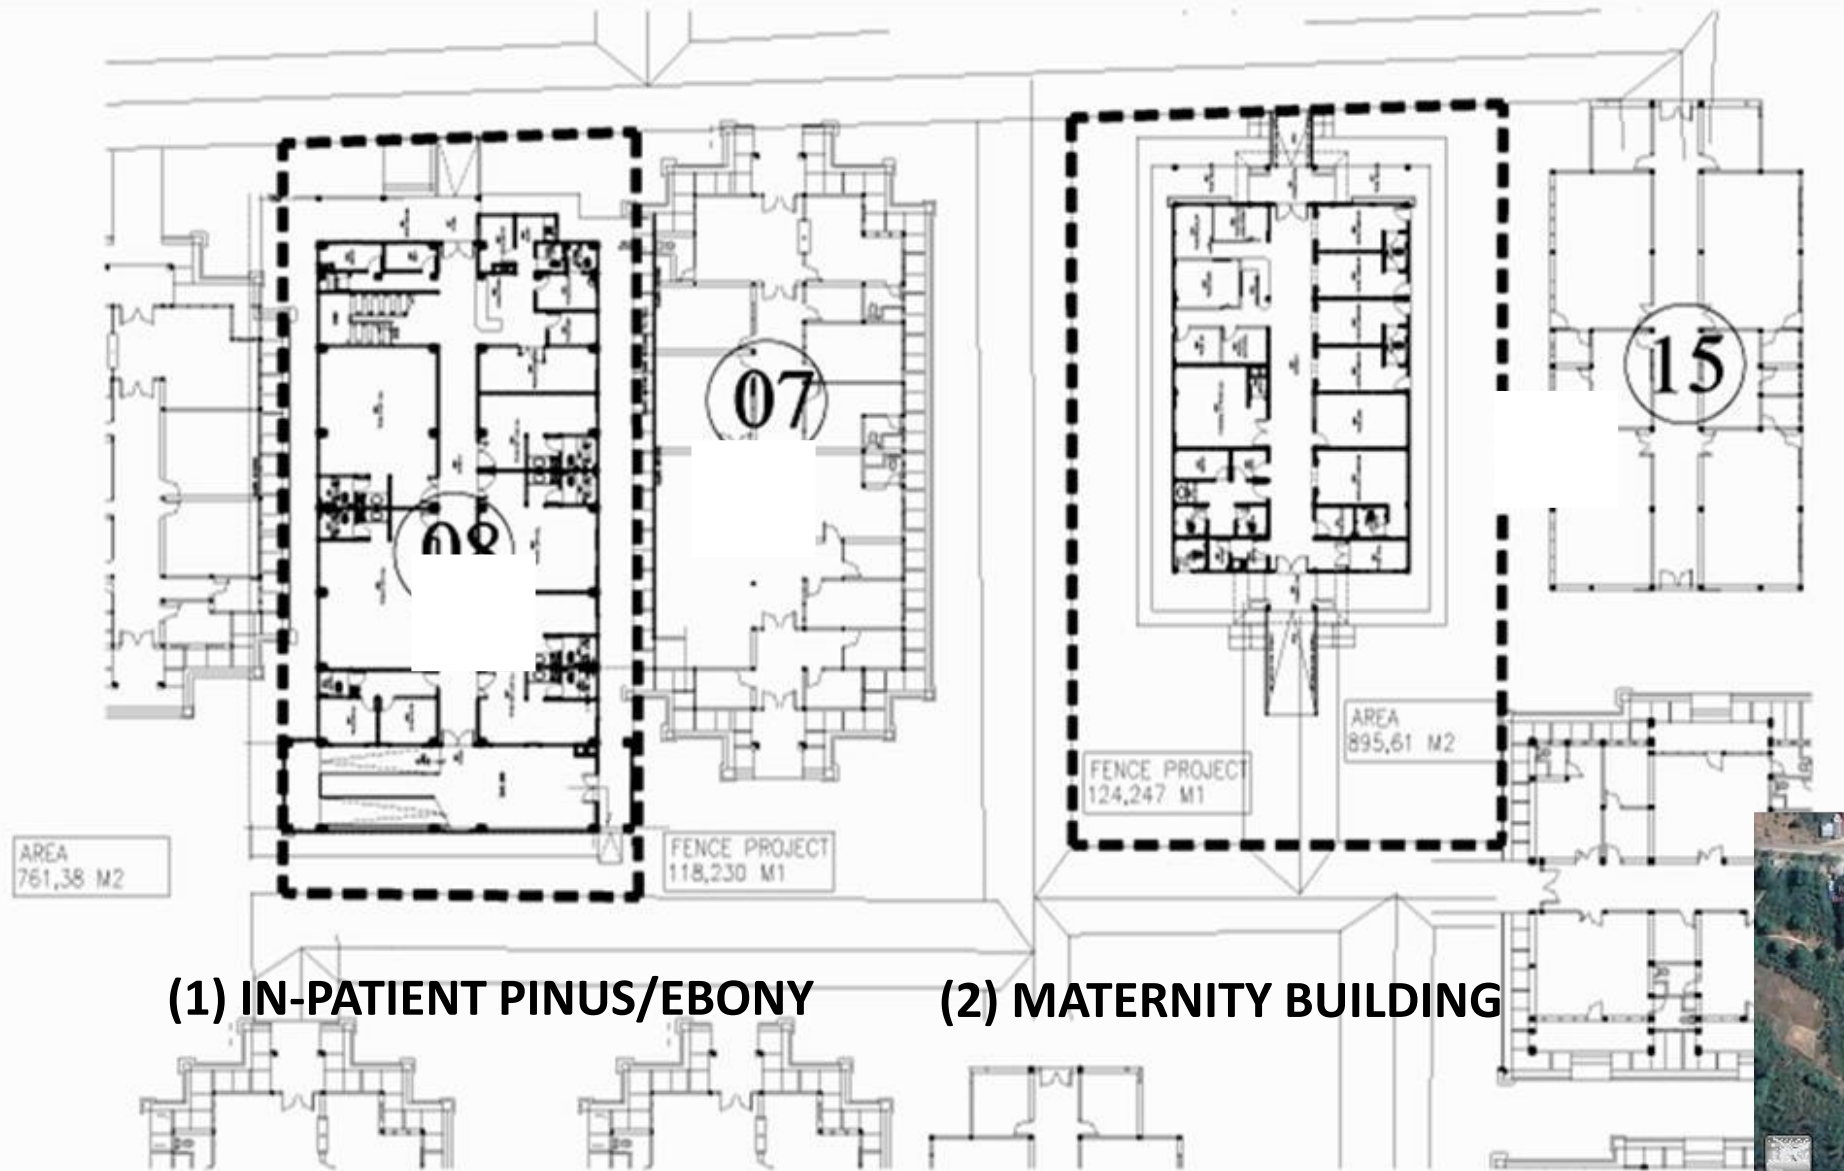 08
07
15
AREA
895,61 M2
FENCE PROJECT
124,247 M1
AREA
761,38 M2
FENCE PROJECT
118,230 M1
(1) IN-PATIENT PINUS/EBONY
(2) MATERNITY BUILDING